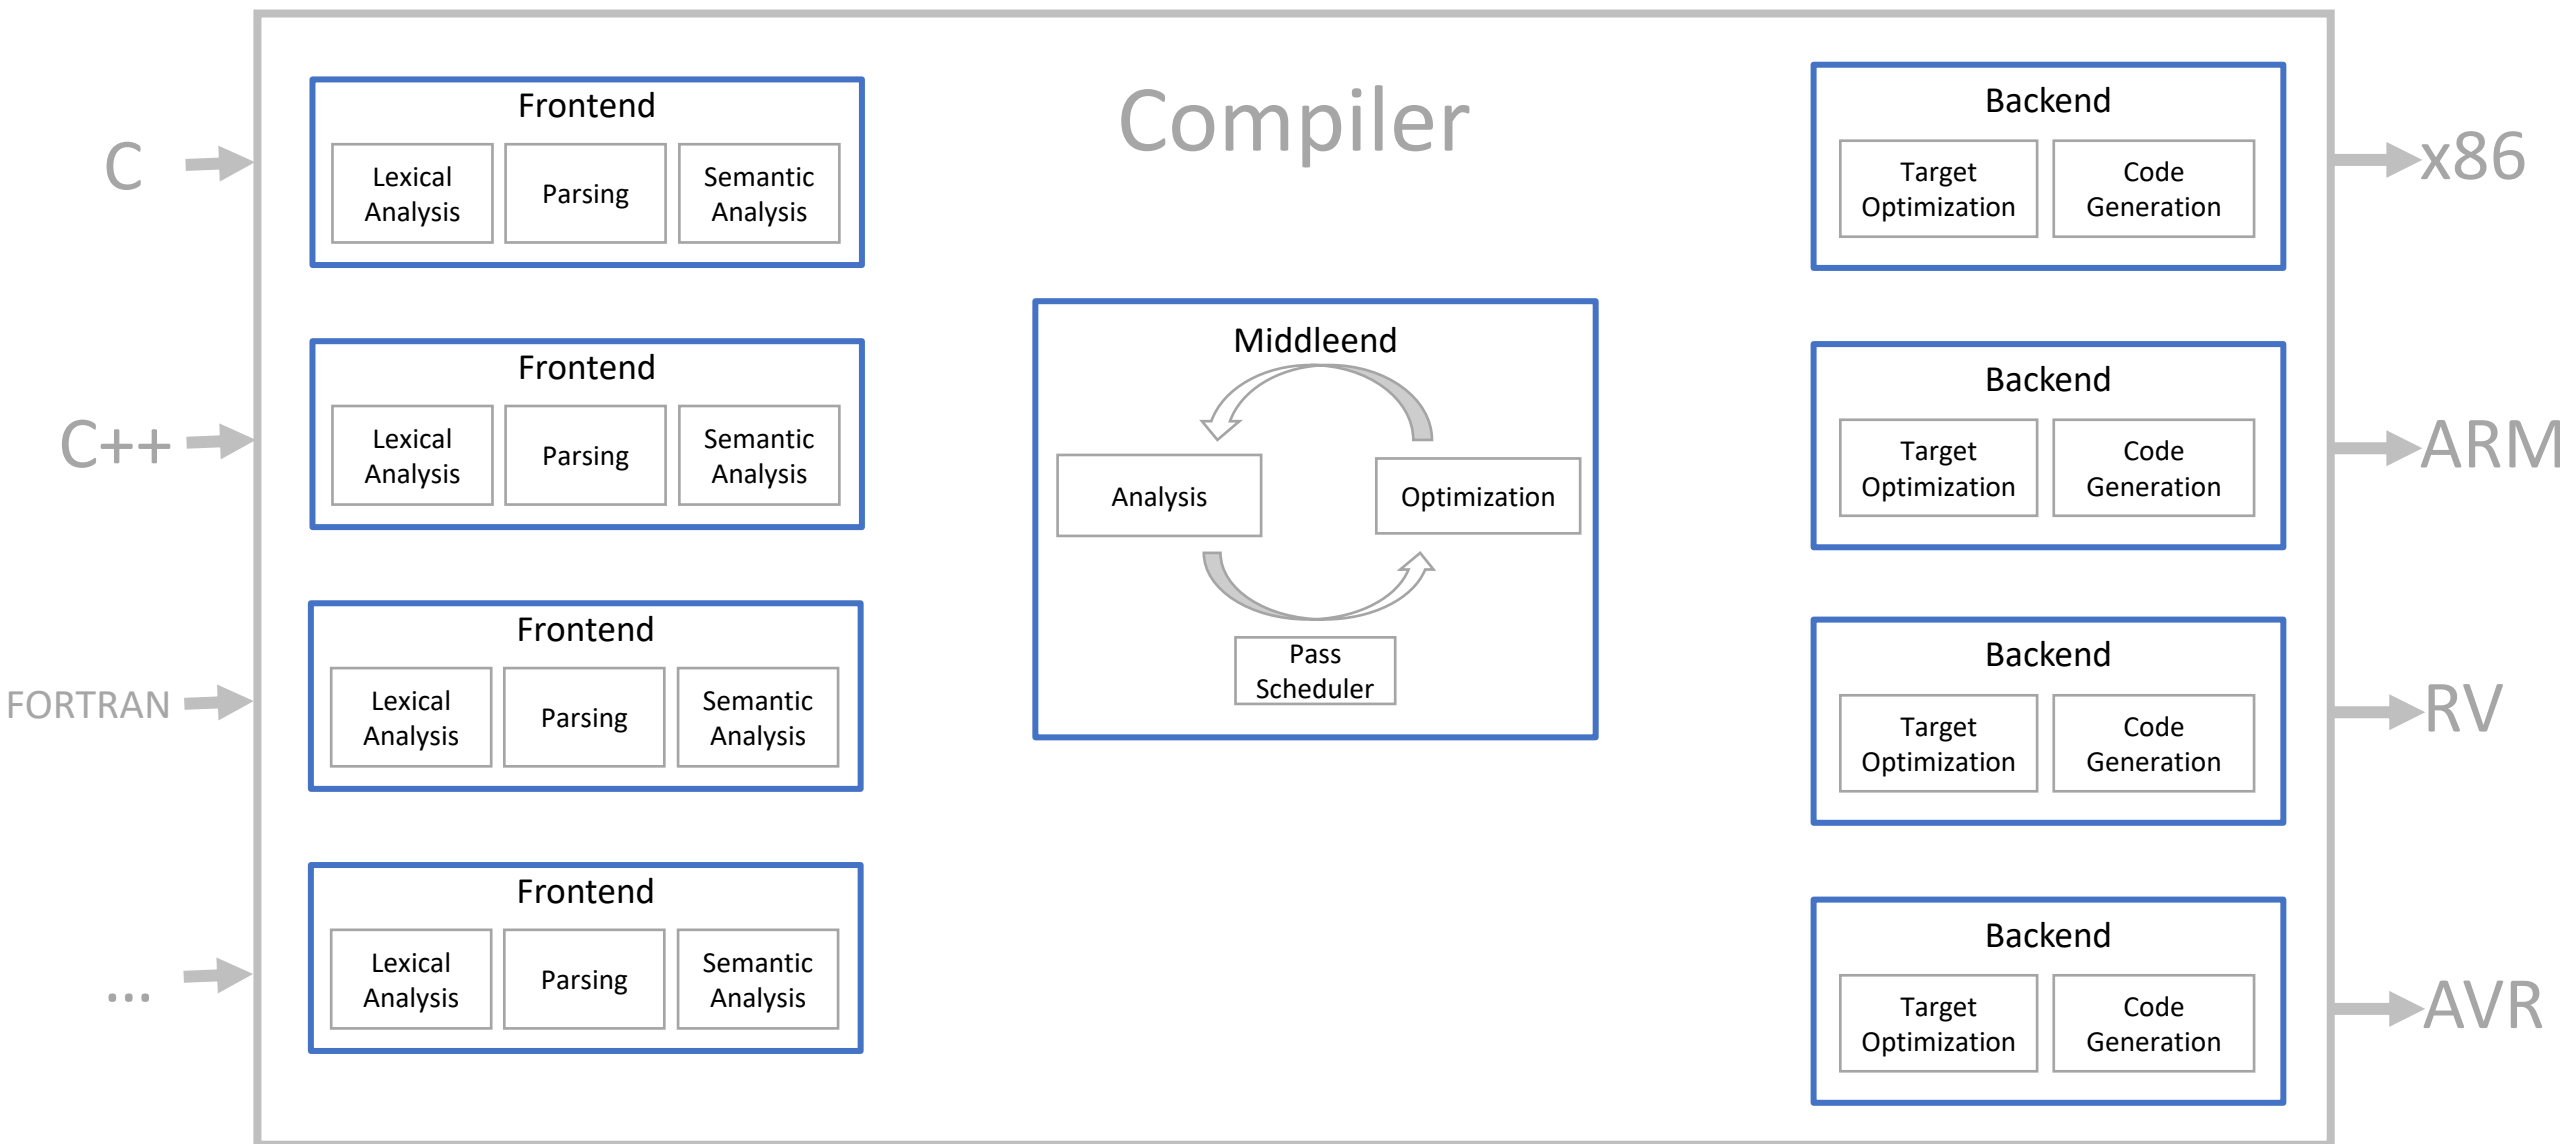 Compiler
C
Frontend
Lexical
Analysis
Parsing
Semantic
Analysis
C++
Frontend
Lexical
Analysis
Parsing
Semantic
Analysis
FORTRAN
Frontend
Lexical
Analysis
Parsing
Semantic
Analysis
...
Frontend
Lexical
Analysis
Parsing
Semantic
Analysis
Middleend
Analysis
Optimization
Pass
Scheduler
Backend
Target
Optimization
Code
Generation
x86
Backend
Target
Optimization
Code
Generation
ARM
Backend
Target
Optimization
Code
Generation
RV
Backend
Target
Optimization
Code
Generation
AVR